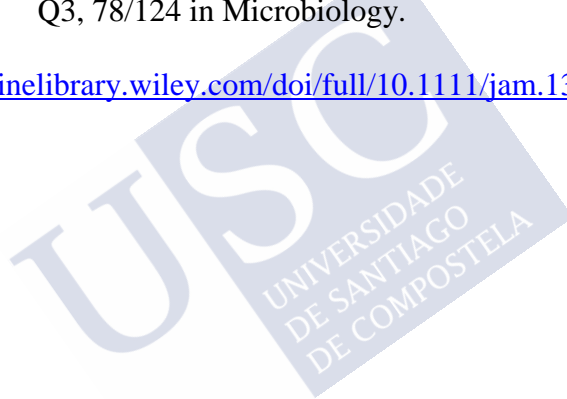 Q3, 78/124 in Microbiology.
inelibrary.wiley.com/doi/full/10.1111/jam.13
USC
UNIVERSIDADE
DE SANTIAGO
DE COMPOSTELA